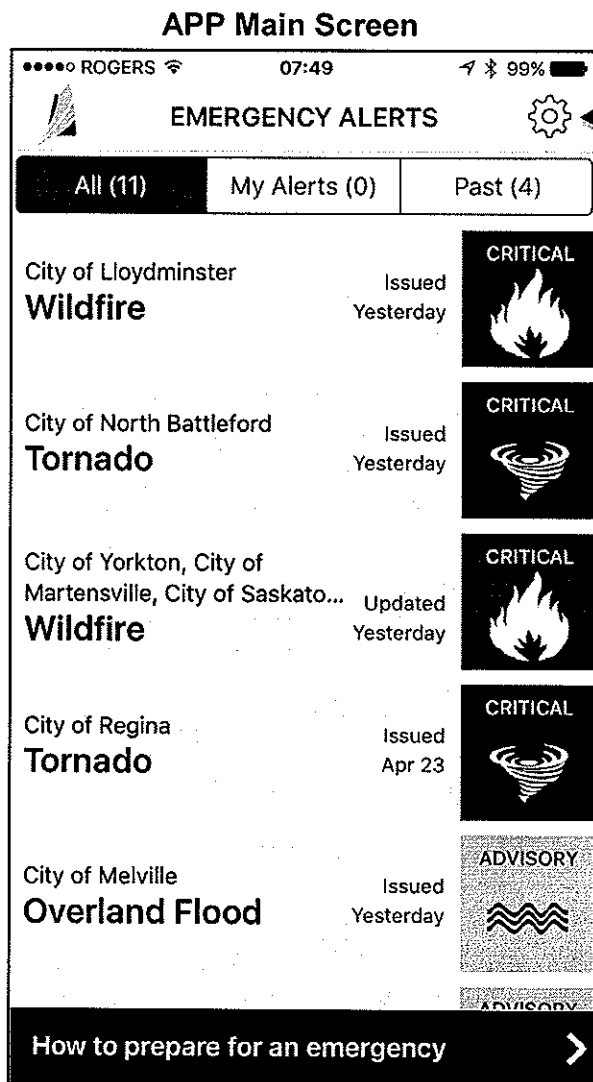 APP Main Screen
ROGERS 07:49 99%
EMERGENCY ALERTS
All (11) My Alerts (0) Past (4)
CRITICAL
City of Lloydminster
Issued
Wildfire
Yesterday
CRITICAL
City of North Battleford
Issued
Tornado
Yesterday
CRITICAL
City of Yorkton, City of
Martensville, City of Saskato...
Updated
Wildfire
Yesterday
CRITICAL
City of Regina
Issued
Tornado
Apr 23
ADVISORY
City of Melville
Issued
Overland Flood
Yesterday
ADVISORY
How to prepare for an emergency